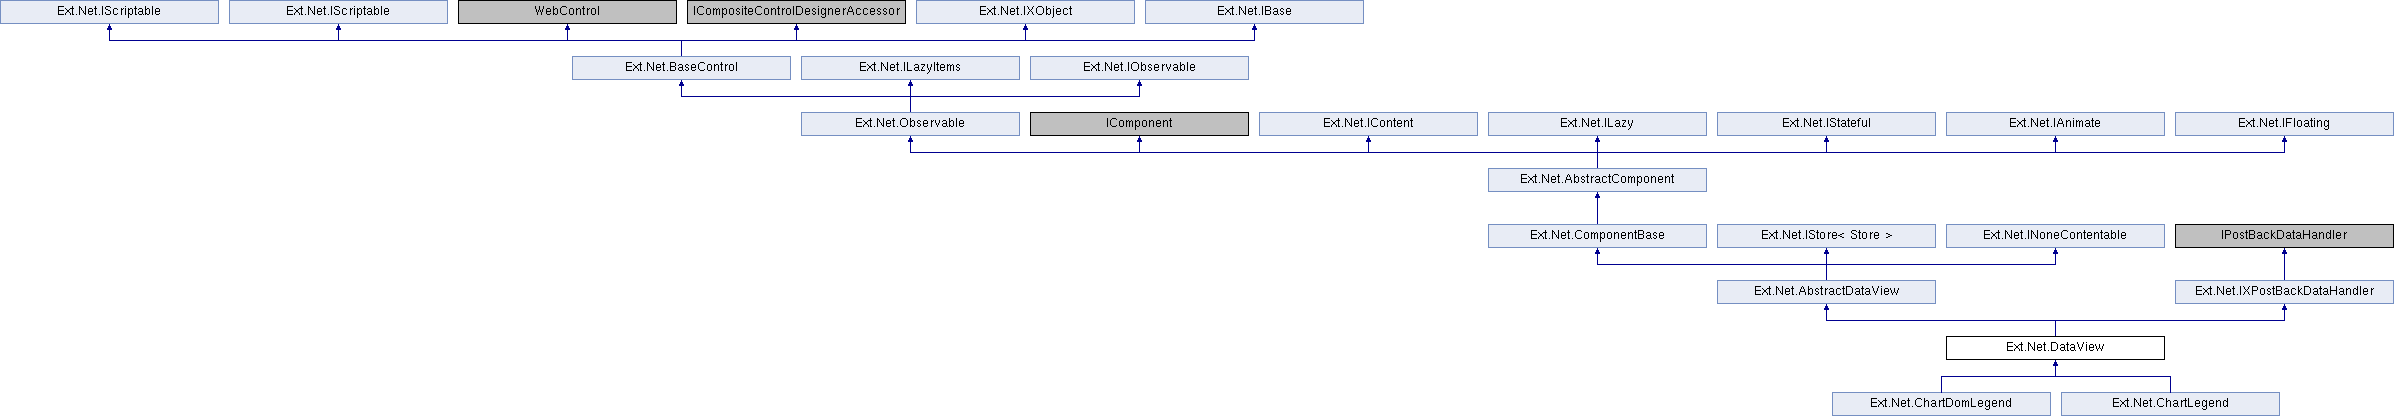 Ext.Net.IScriptable
Ext.Net.IScriptable
WebControl
ICompositeControlDesignerAccessor
Ext.Net.IXObject
Ext.Net.IBase
Ext.Net.BaseControl
Ext.Net.ILazyItems
Ext.Net.IObservable
Ext.Net.Observable
IComponent
Ext.Net.IContent
Ext.Net.ILazy
Ext.Net.IStateful
Ext.Net.IAnimate
Ext.Net.IFloating
Ext.Net.AbstractComponent
Ext.Net.ComponentBase
Ext.Net.IStore< Store >
Ext.Net.INoneContentable
IPostBackDataHandler
Ext.Net.AbstractDataView
Ext.Net.IXPostBackDataHandler
Ext.Net.DataView
Ext.Net.ChartDomLegend
Ext.Net.ChartLegend